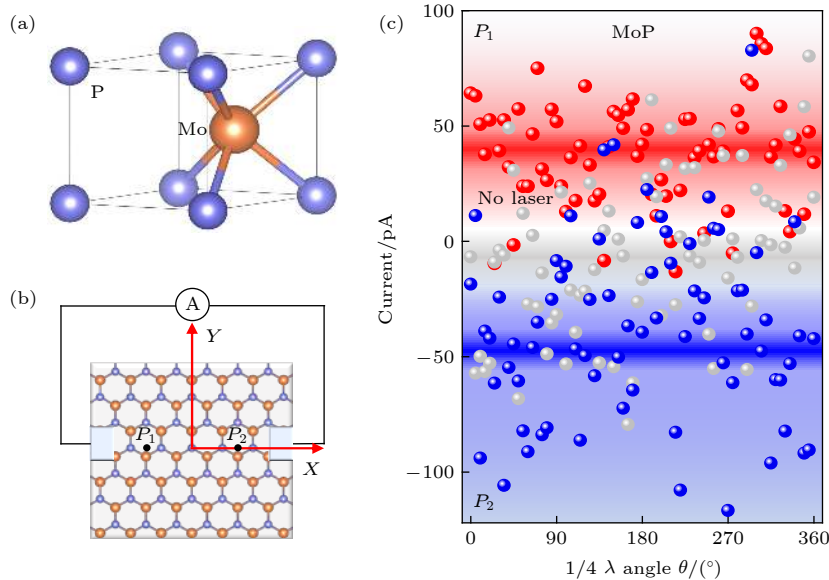 (a)
P
Mo
(b)
A
Y
P1
P2
X
(c)
Current/pA
100
50
0
−50
−100
P1
MoP
No laser
P2
0
90
180
270
360
1/4 λ angle θ/(°)